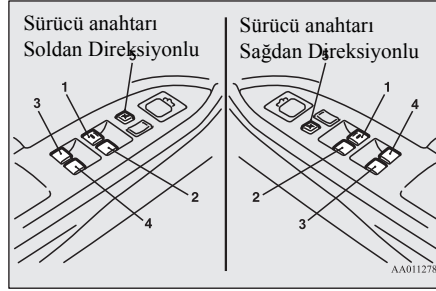 Sürücü anahtarı
Soldan Direksiyonlu
5
1
3
2
4
Sürücü anahtarı
Sağdan Direksiyonlu
5
1
4
2
3
AA011278